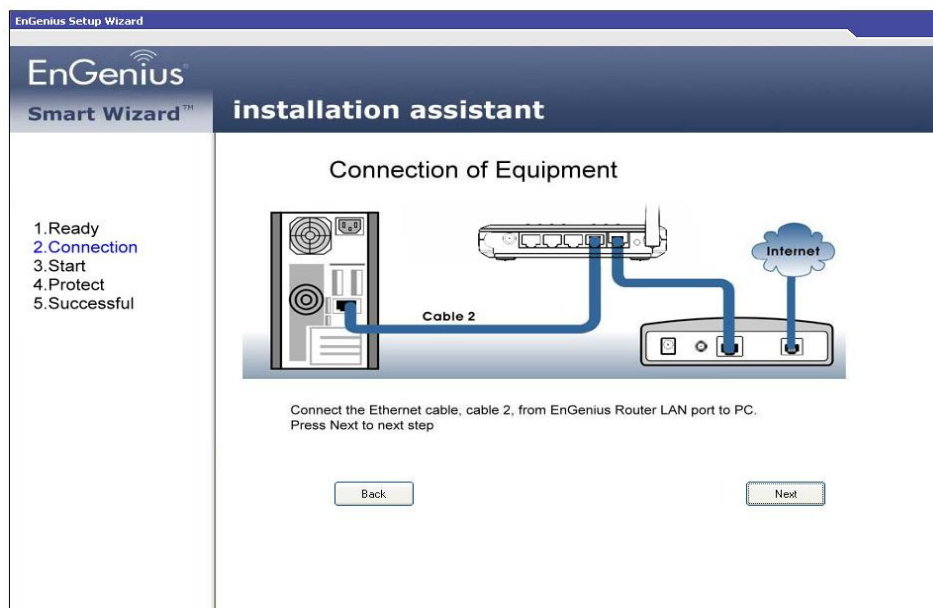 EnGenius Setup Wizard
EnGenius®
Smart Wizard™
installation assistant
Connection of Equipment
1.Ready
2.Connection
3.Start
4.Protect
5.Successful
Internet
Cable 2
Connect the Ethernet cable, cable 2, from EnGenius Router LAN port to PC.
Press Next to next step
Back
Next